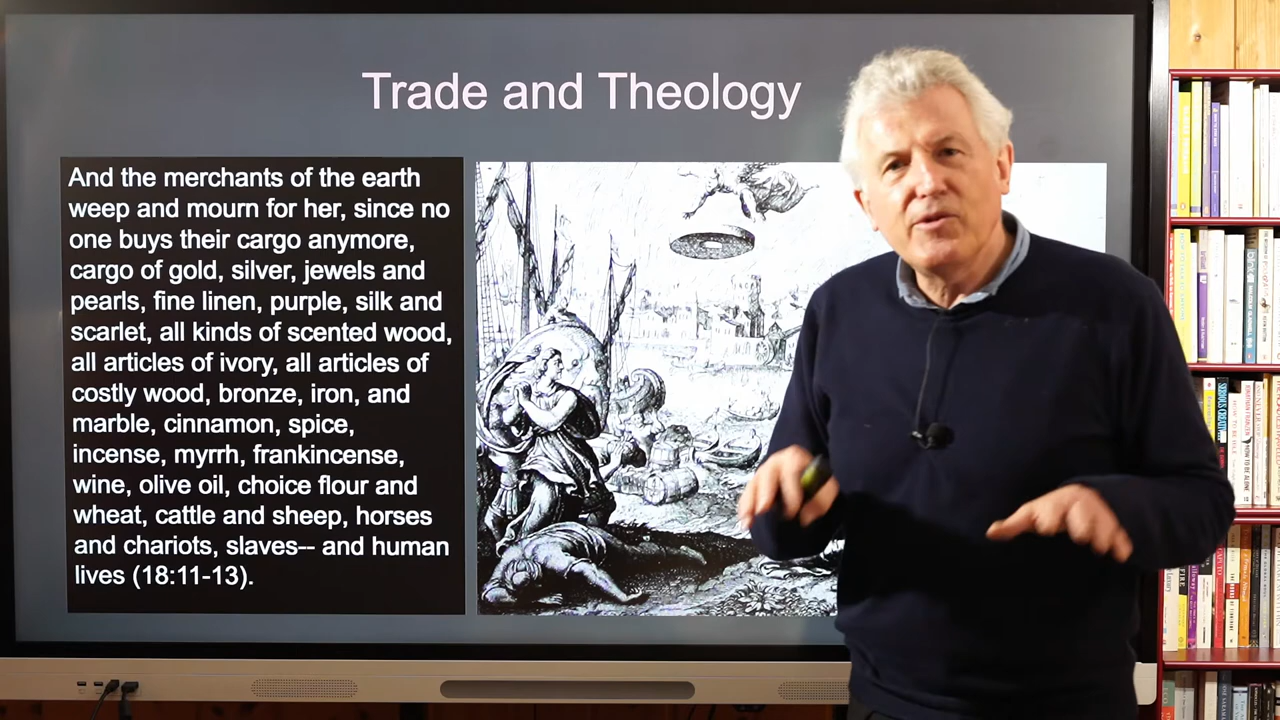 Trade and Theology
And the merchants of the earth
weep and mourn for her, since no
one buys their cargo anymore,
cargo of gold, silver, jewels and
pearls, fine linen, purple, silk and
scarlet, all kinds of scented wood,
all articles of ivory, all articles of
costly wood, bronze, iron, and
marble, cinnamon, spice,
incense, myrrh, frankincense,
wine, olive oil, choice flour and
wheat, cattle and sheep, horses
and chariots, slaves-- and human
lives (18:11-13).